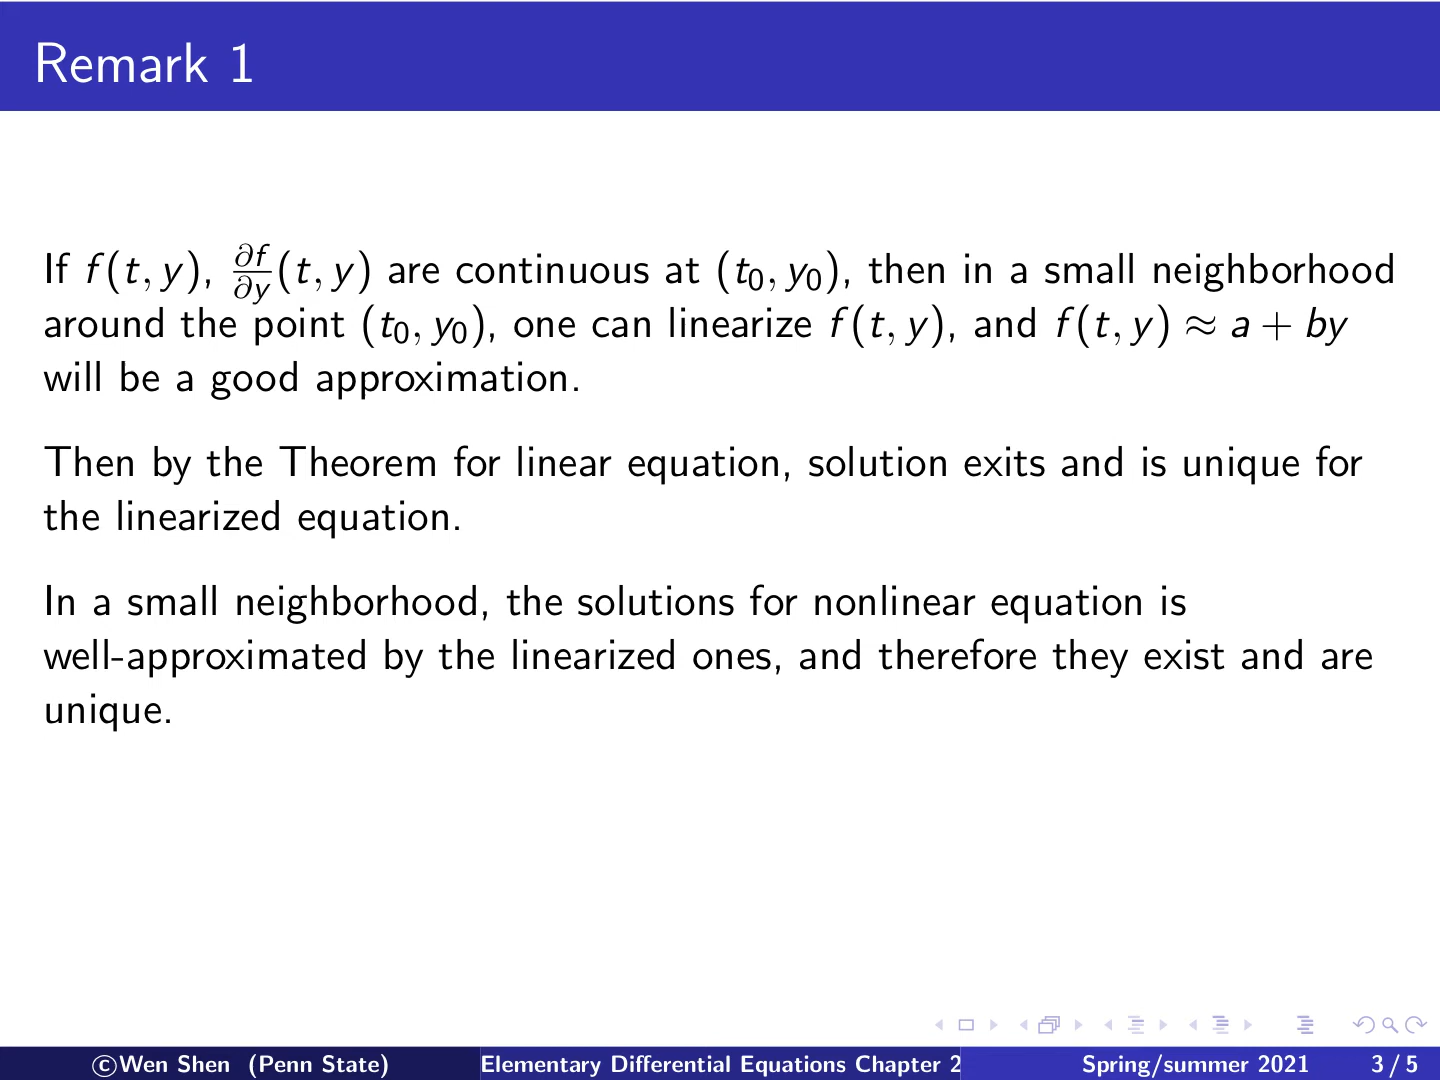 Remark 1
If f(t, y), ∂f/∂y(t, y) are continuous at (t₀, y₀), then in a small neighborhood
around the point (t₀, y₀), one can linearize f(t, y), and f(t, y) ≈ a + by
will be a good approximation.
Then by the Theorem for linear equation, solution exits and is unique for
the linearized equation.
In a small neighborhood, the solutions for nonlinear equation is
well-approximated by the linearized ones, and therefore they exist and are
unique.
©Wen Shen (Penn State) Elementary Differential Equations Chapter 2 Spring/summer 2021 3 / 5